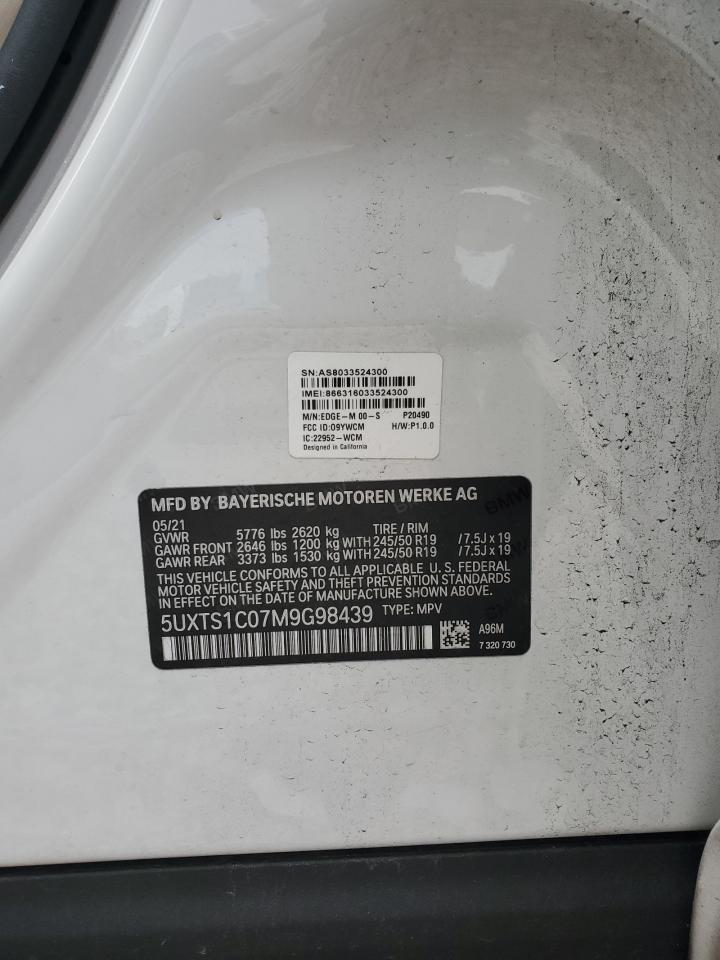 SN:AS8033524300
IMEI:866316033524300
M/N:EDGE-M 00-S P20490
FCC ID:O9YWCM H/W:P1.0.0
IC:22952-WCM
Designed in California
MFD BY BAYERISCHE MOTOREN WERKE AG
05/21
GVWR 5776 lbs 2620 kg TIRE / RIM
GAWR FRONT 2646 lbs 1200 kg WITH 245/50 R19 /7.5J x 19
GAWR REAR 3373 lbs 1530 kg WITH 245/50 R19 /7.5J x 19
THIS VEHICLE CONFORMS TO ALL APPLICABLE U.S. FEDERAL
MOTOR VEHICLE SAFETY AND THEFT PREVENTION STANDARDS
IN EFFECT ON THE DATE OF MANUFACTURE SHOWN ABOVE.
5UXTS1C07M9G98439 TYPE: MPV
A96M
7 320 730